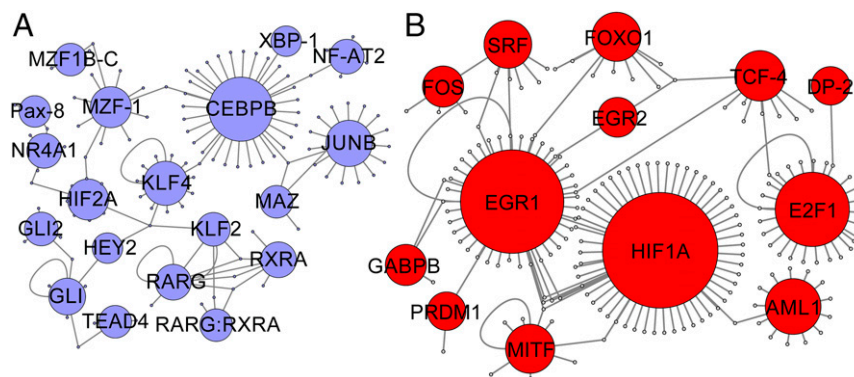 A
XBP-1
NF-AT2
MZF1B-C
CEBPB
MZF-1
Pax-8
JUNB
NR4A1
KLF4
HIF2A
MAZ
GLI2
KLF2
HEY2
RXRA
RARG
GLI
TEAD4
RARG:RXRA
B
SRF
FOXO1
FOS
TCF-4
DP-2
EGR2
EGR1
E2F1
HIF1A
GABPB
PRDM1
AML1
MITF